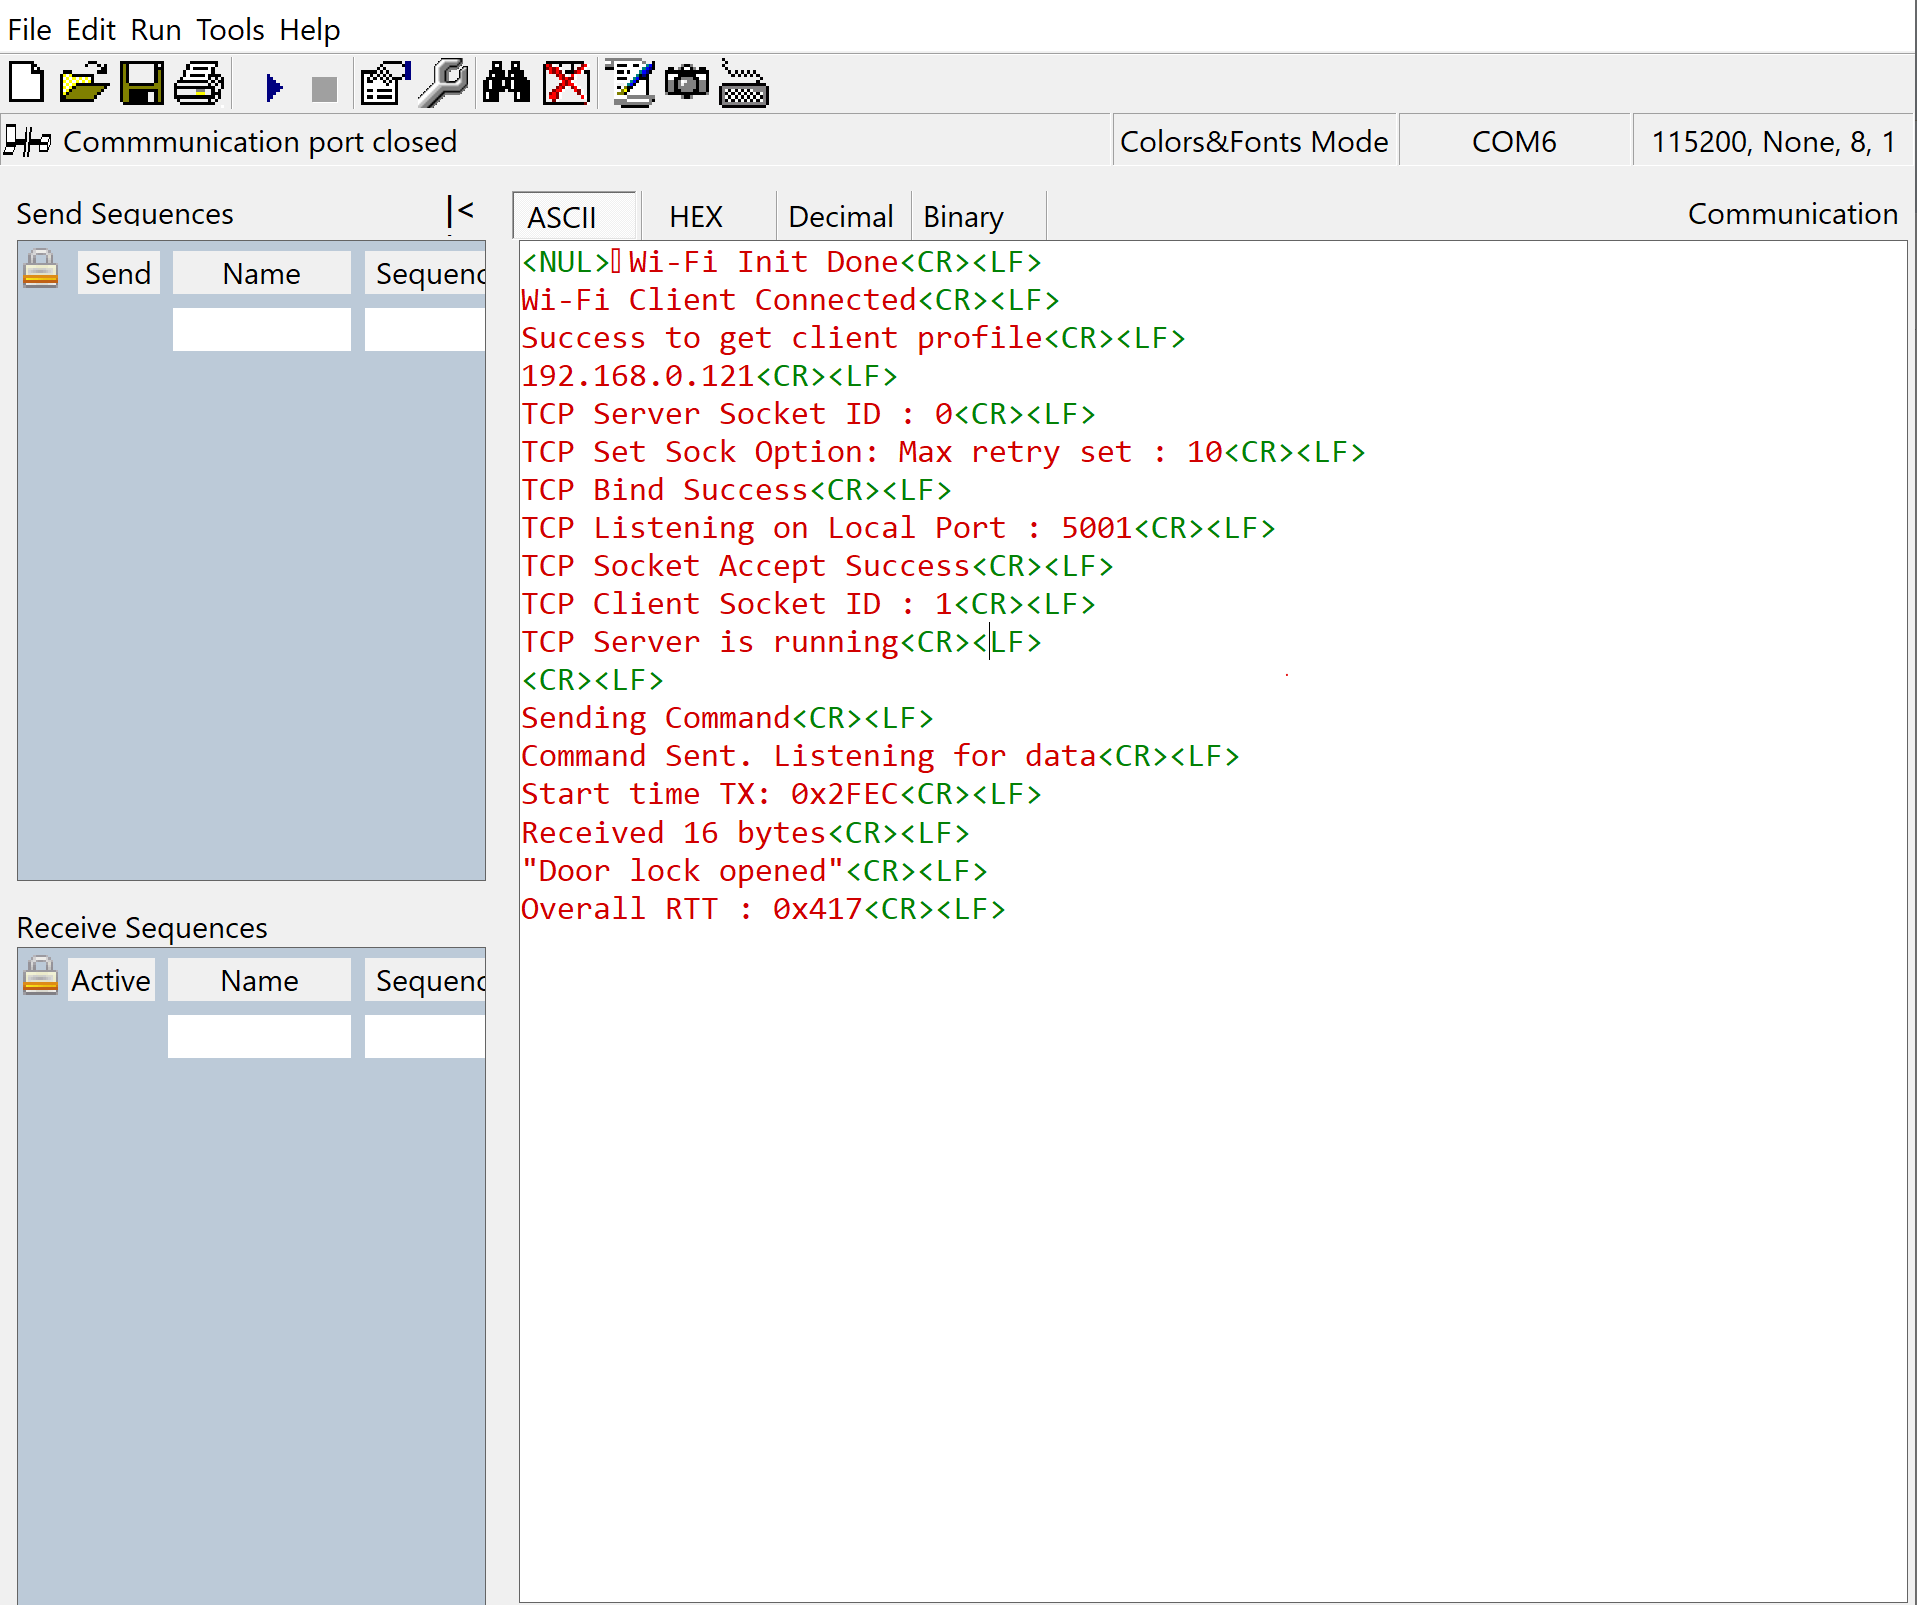 File Edit Run Tools Help
Commmunication port closed
Colors&Fonts Mode
COM6
115200, None, 8, 1
Send Sequences
|<
ASCII
HEX
Decimal
Binary
Communication
Send
Name
Sequenc
<NUL>▯Wi-Fi Init Done<CR><LF>
Wi-Fi Client Connected<CR><LF>
Success to get client profile<CR><LF>
192.168.0.121<CR><LF>
TCP Server Socket ID : 0<CR><LF>
TCP Set Sock Option: Max retry set : 10<CR><LF>
TCP Bind Success<CR><LF>
TCP Listening on Local Port : 5001<CR><LF>
TCP Socket Accept Success<CR><LF>
TCP Client Socket ID : 1<CR><LF>
TCP Server is running<CR><LF>
<CR><LF>
Sending Command<CR><LF>
Command Sent. Listening for data<CR><LF>
Start time TX: 0x2FEC<CR><LF>
Received 16 bytes<CR><LF>
"Door lock opened"<CR><LF>
Overall RTT : 0x417<CR><LF>
Receive Sequences
Active
Name
Sequenc